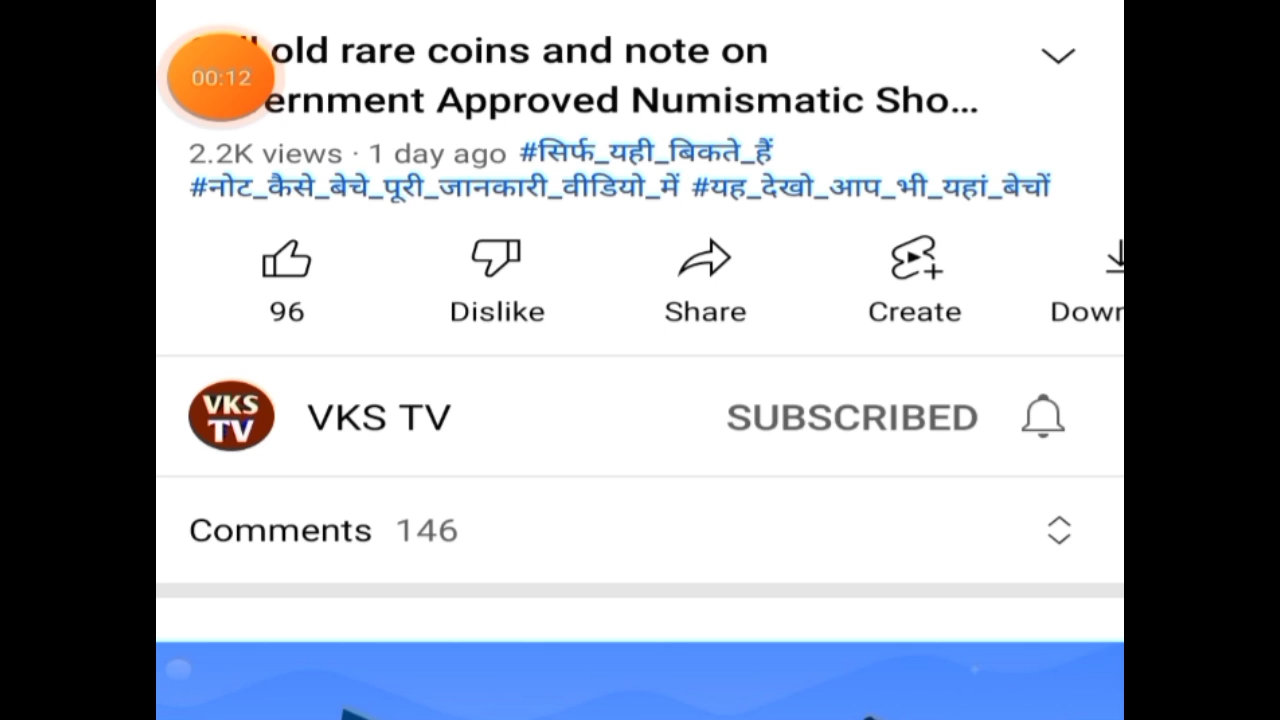 old rare coins and note on
ernment Approved Numismatic Sho...
00:12
2.2K views · 1 day ago #सिर्फ_यही_बिकते_हैं
#नोट_कैसे_बेचे_पूरी_जानकारी_वीडियो_में #यह_देखो_आप_भी_यहां_बेचों
96 Dislike Share Create Down
VKS TV VKS TV SUBSCRIBED
Comments 146